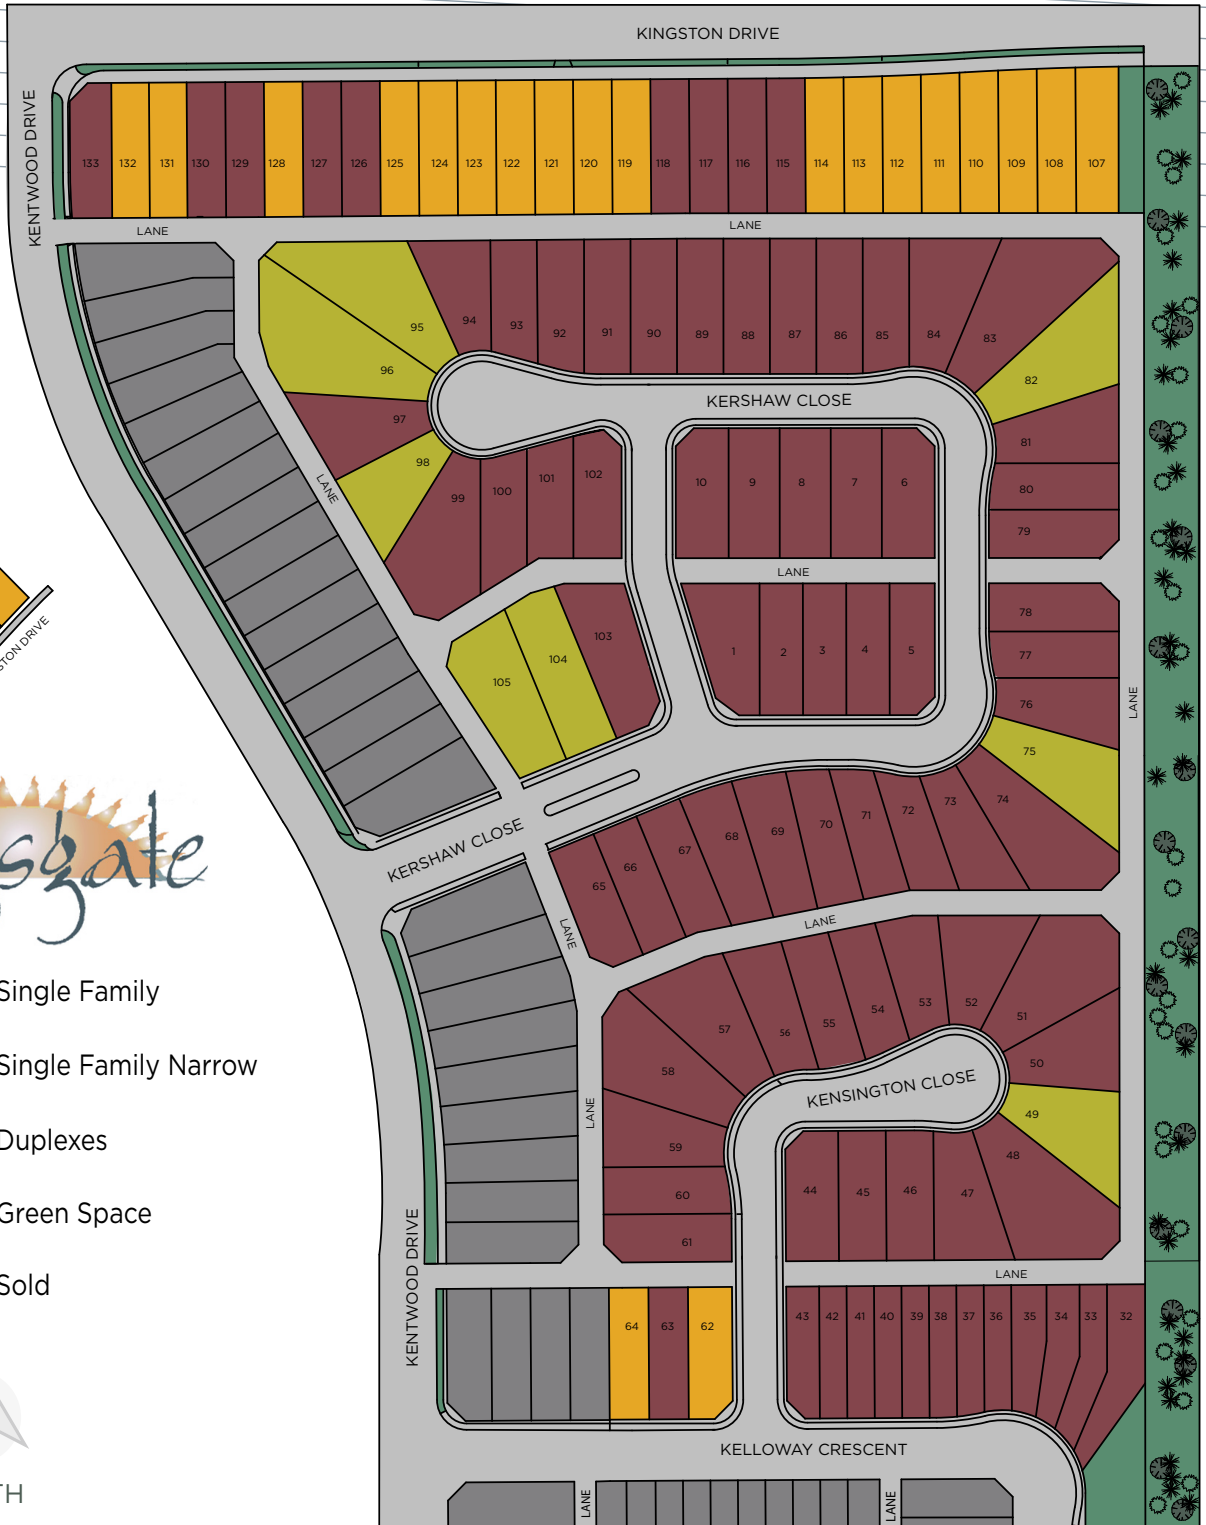 KINGSTON DRIVE
KENTWOOD DRIVE
133 132 131 130 129 128 127 126 125 124 123 122 121 120 119 118 117 116 115 114 113 112 111 110 109 108 107
LANE
LANE
95 94 93 92 91 90 89 88 87 86 85 84 83
96
82
KERSHAW CLOSE
97
98
81
LANE
99 100 101 102
10 9 8 7 6
80
79
LANE
103
104
105
1 2 3 4 5
78
77
76
75
LANE
KERSHAW CLOSE
65 66 67 68 69 70 71 72 73 74
LANE
LANE
57 56 55 54 53 52 51
50
58
KENSINGTON CLOSE
49
LANE
59
60
61
44 45 46 47 48
LANE
KENTWOOD DRIVE
64 63 62
43 42 41 40 39 38 37 36 35 34 33 32
KELLOWAY CRESCENT
LANE
LANE
STON DRIVE
sgate
Single Family
Single Family Narrow
Duplexes
Green Space
Sold
TH